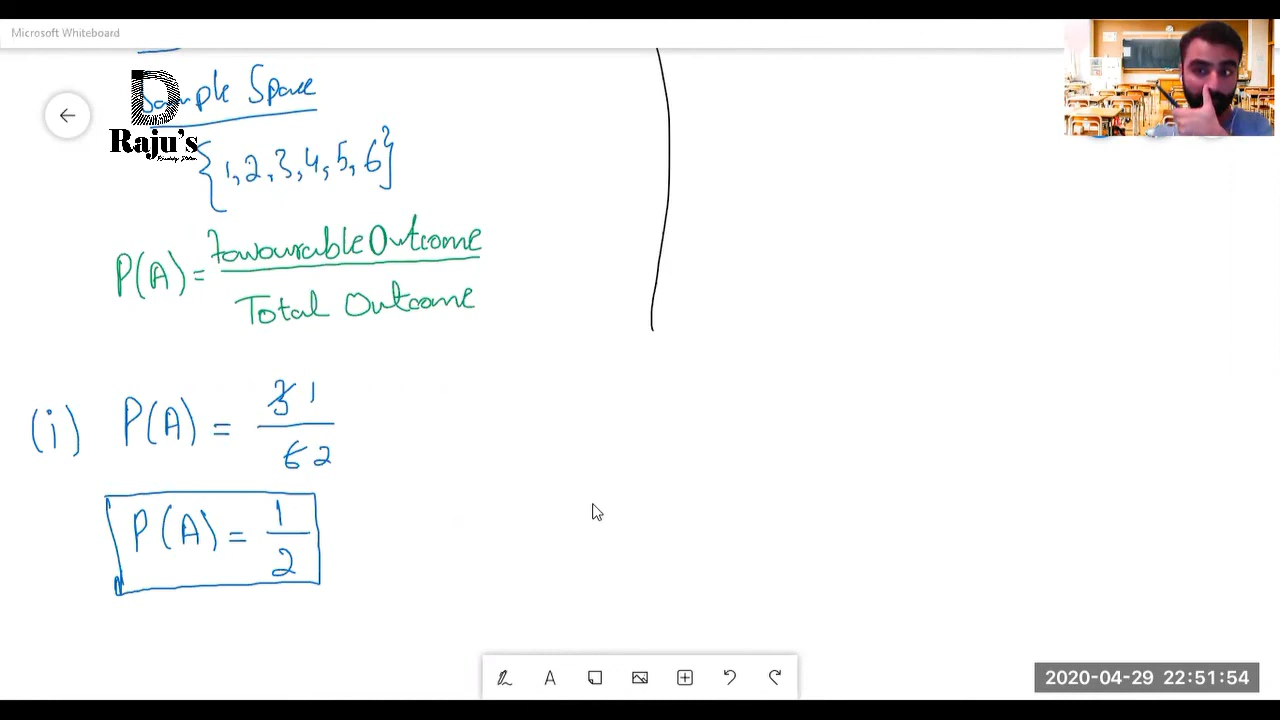 Microsoft Whiteboard
Sample Space
D
Raju's
{1,2,3,4,5,6}
P(A) = Favourable Outcome
Total Outcome
(i) P(A) = 3 1
6 2
P(A) = 1
2
A
2020-04-29 22:51:54